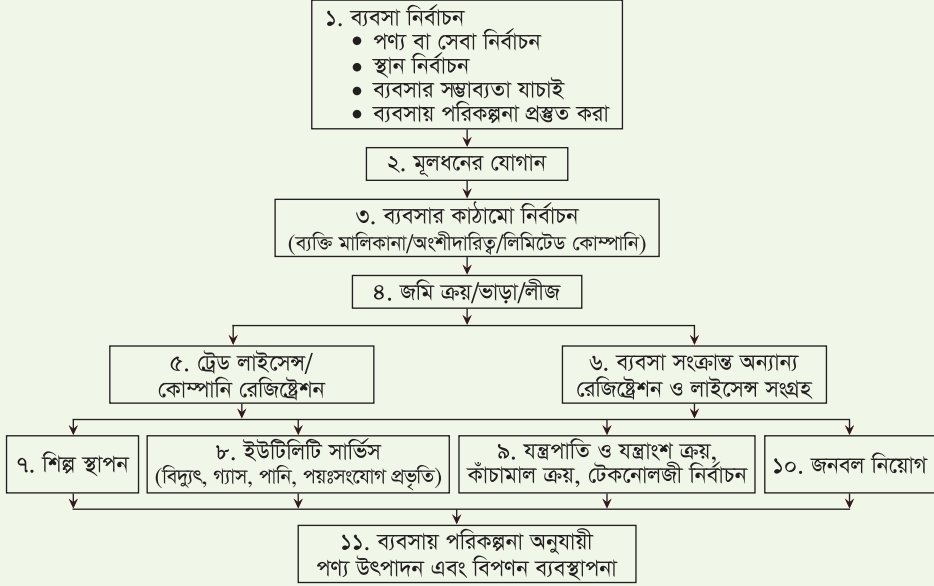 ১. ব্যবসা নির্বাচন
• পণ্য বা সেবা নির্বাচন
• স্থান নির্বাচন
• ব্যবসার সম্ভাব্যতা যাচাই
• ব্যবসায় পরিকল্পনা প্রস্তুত করা
২. মূলধনের যোগান
৩. ব্যবসার কাঠামো নির্বাচন
(ব্যক্তি মালিকানা/অংশীদারিত্ব/লিমিটেড কোম্পানি)
৪. জমি ক্রয়/ভাড়া/লীজ
৫. ট্রেড লাইসেন্স/
কোম্পানি রেজিষ্ট্রেশন
৬. ব্যবসা সংক্রান্ত অন্যান্য
রেজিষ্ট্রেশন ও লাইসেন্স সংগ্রহ
৭. শিল্প স্থাপন
৮. ইউটিলিটি সার্ভিস
(বিদ্যুৎ, গ্যাস, পানি, পয়ঃসংযোগ প্রভৃতি)
৯. যন্ত্রপাতি ও যন্ত্রাংশ ক্রয়,
কাঁচামাল ক্রয়, টেকনোলজী নির্বাচন
১০. জনবল নিয়োগ
১১. ব্যবসায় পরিকল্পনা অনুযায়ী
পণ্য উৎপাদন এবং বিপণন ব্যবস্থাপনা